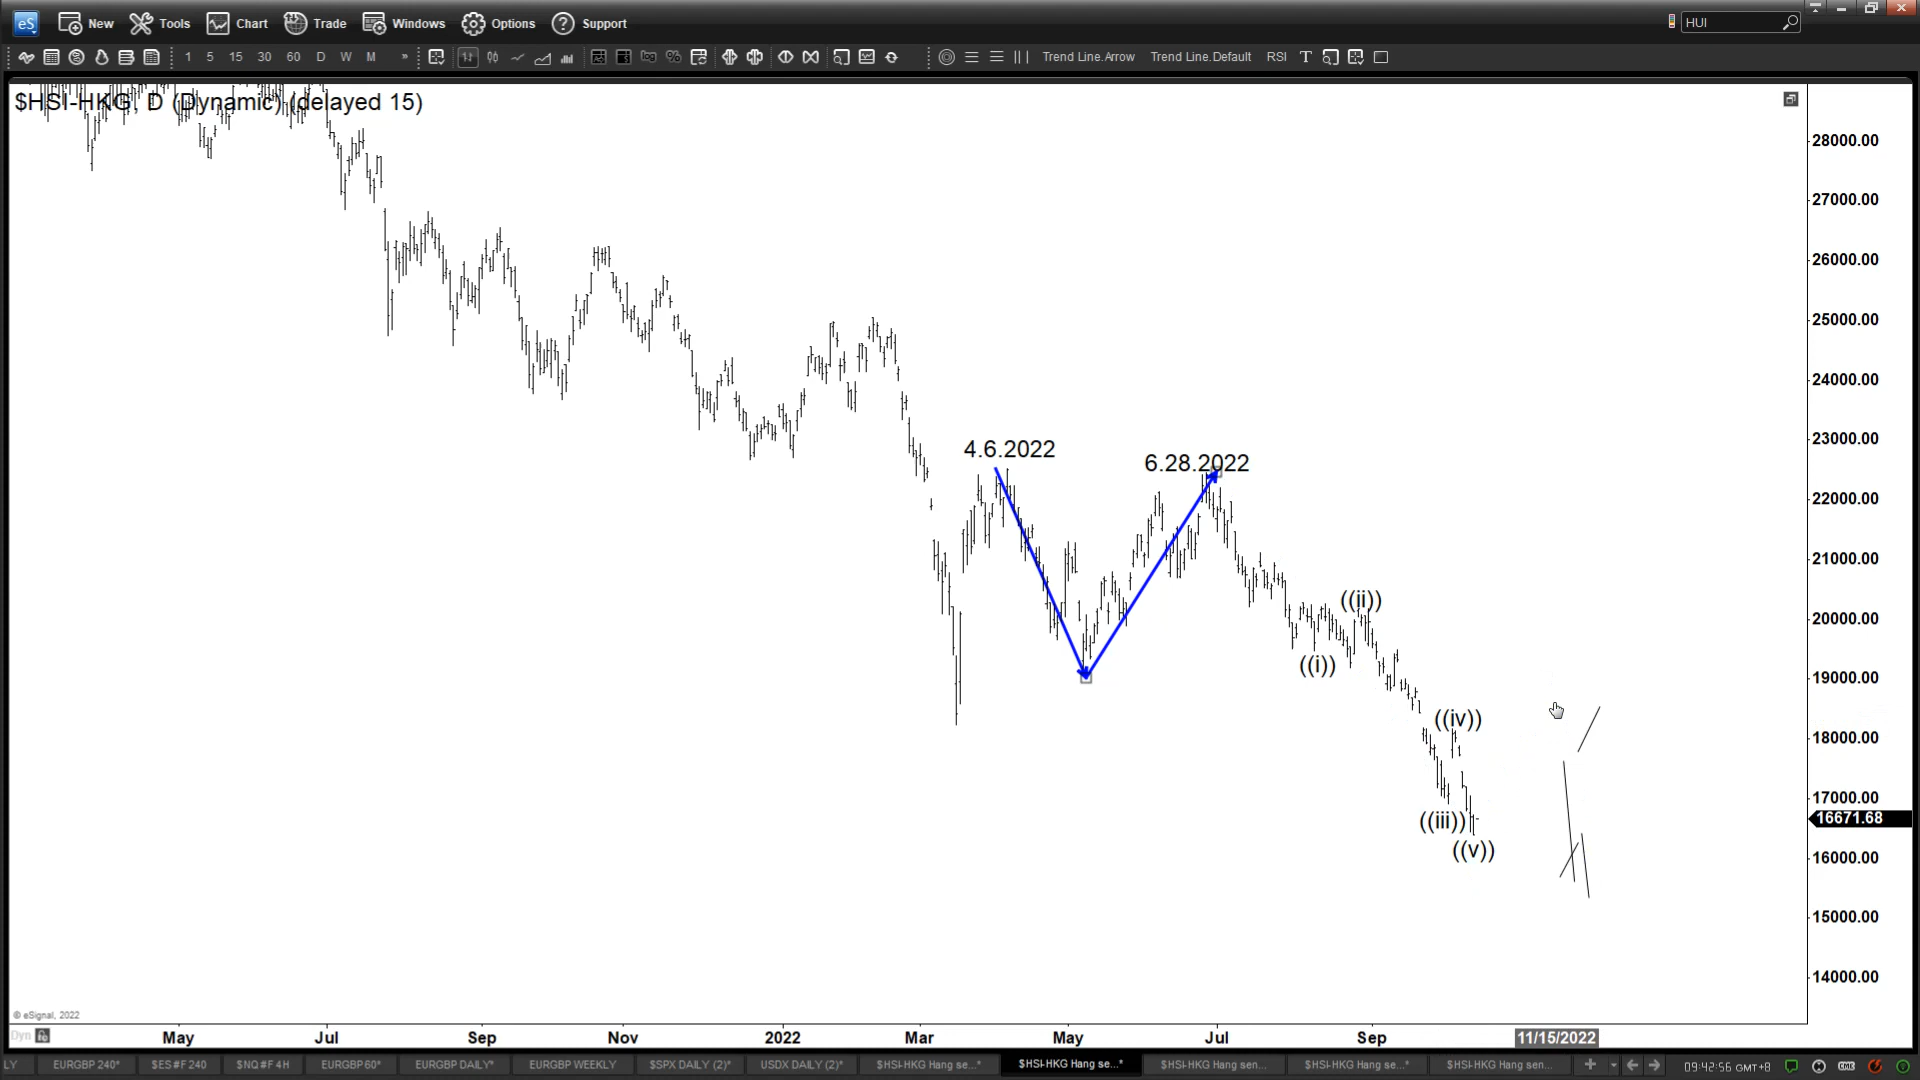 eS New Tools Chart Trade Windows Options Support HUI
1 5 15 30 60 D W M » log % Trend Line.Arrow Trend Line.Default RSI T
$HSI-HKG, D (Dynamic) (delayed 15)
28000.00
27000.00
26000.00
25000.00
24000.00
23000.00
4.6.2022
6.28.2022
22000.00
21000.00
20000.00
((ii))
((i))
19000.00
((iv))
18000.00
17000.00
16671.68
((iii))
((v))
16000.00
15000.00
14000.00
© eSignal, 2022
Dyn May Jul Sep Nov 2022 Mar May Jul Sep 11/15/2022
LY EURGBP 240* $ES #F 240 $NQ #F 4H EURGBP 60* EURGBP DAILY* EURGBP WEEKLY $SPX DAILY (2)* USDX DAILY (2)* $HSI-HKG Hang se...* $HSI-HKG Hang se...* $HSI-HKG Hang sen... $HSI-HKG Hang se...* $HSI-HKG Hang sen... 09:42:56 GMT+8